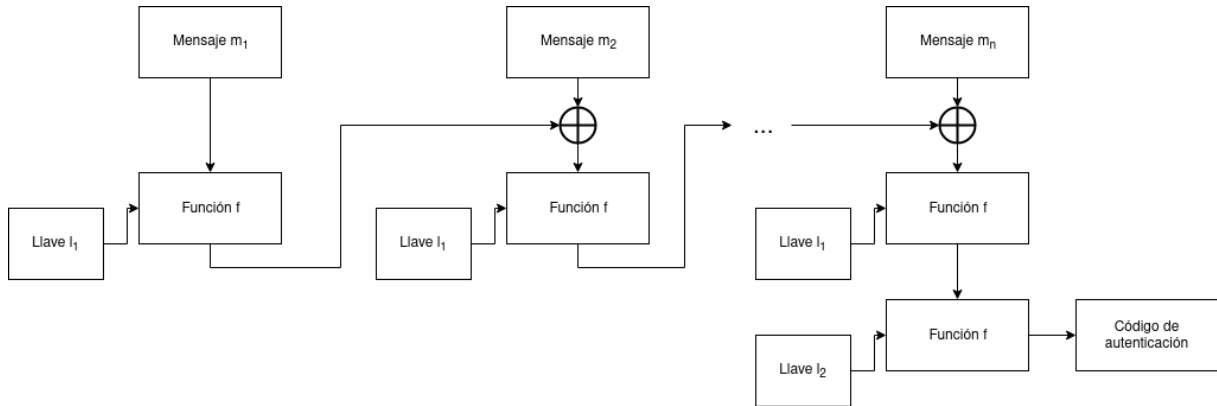 Mensaje m₁
Mensaje m₂
Mensaje mₙ
...
Función f
Función f
Función f
Llave l₁
Llave l₁
Llave l₁
Función f
Código de
autenticación
Llave l₂